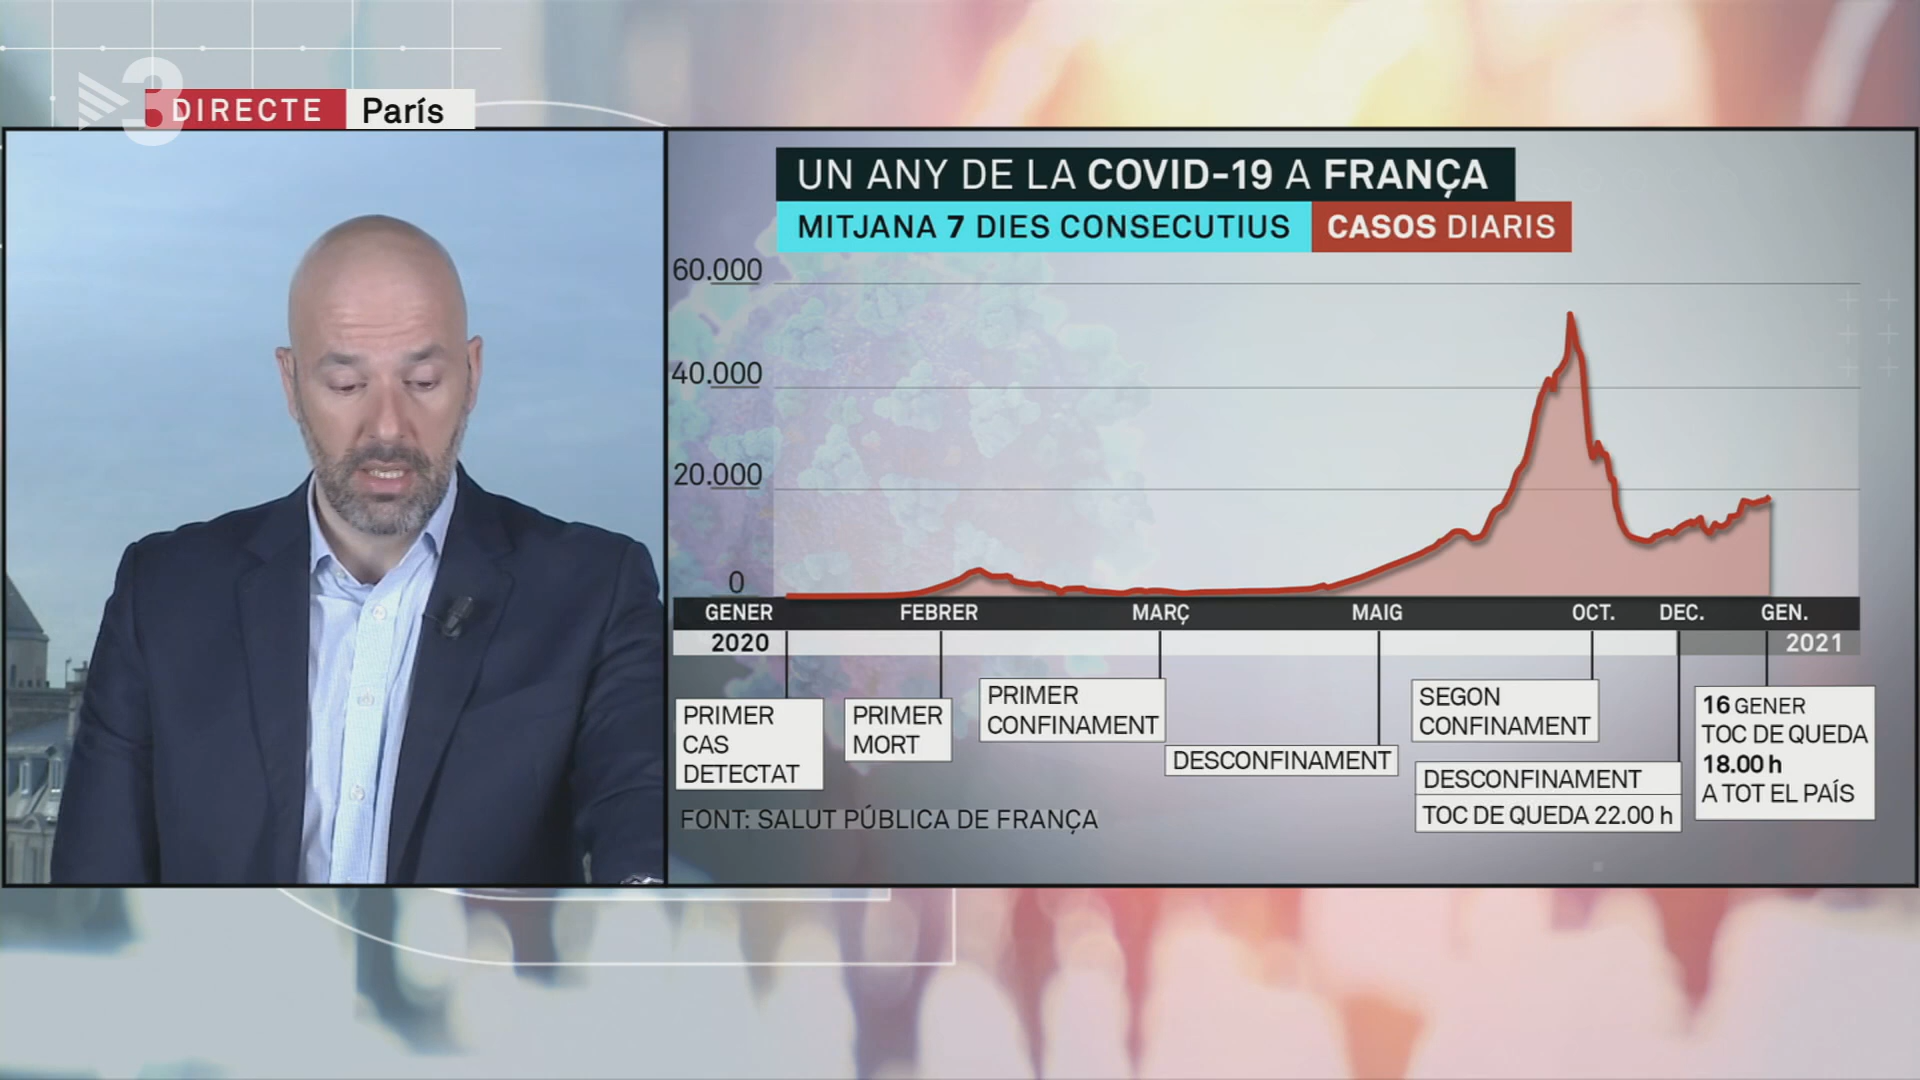 3
DIRECTE París
UN ANY DE LA COVID-19 A FRANÇA
MITJANA 7 DIES CONSECUTIUS CASOS DIARIS
60.000
40.000
20.000
0
GENER FEBRER MARÇ MAIG OCT. DEC. GEN.
2020 2021
PRIMER
CAS
DETECTAT
PRIMER
MORT
PRIMER
CONFINAMENT
DESCONFINAMENT
SEGON
CONFINAMENT
DESCONFINAMENT
TOC DE QUEDA 22.00 h
16 GENER
TOC DE QUEDA
18.00 h
A TOT EL PAÍS
FONT: SALUT PÚBLICA DE FRANÇA